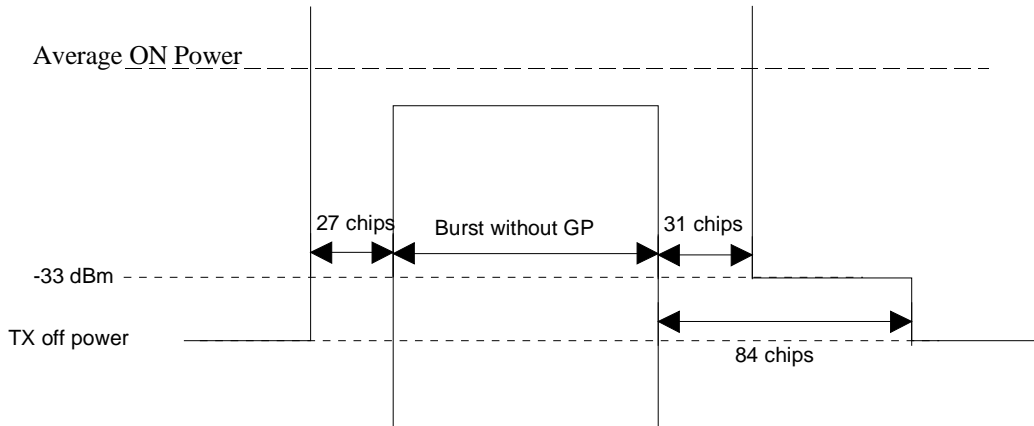 Average ON Power
27 chips
Burst without GP
31 chips
-33 dBm
TX off power
84 chips